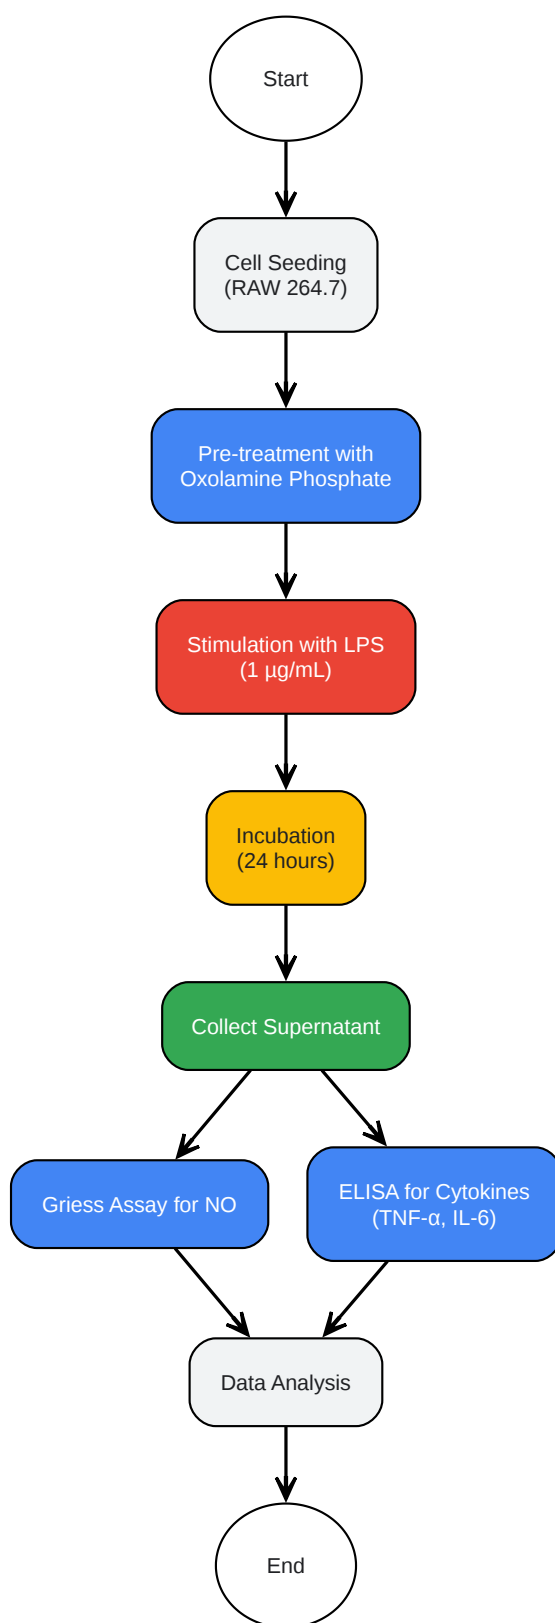 Start
Cell Seeding
(RAW 264.7)
Pre-treatment with
Oxolamine Phosphate
Stimulation with LPS
(1 µg/mL)
Incubation
(24 hours)
Collect Supernatant
Griess Assay for NO
ELISA for Cytokines
(TNF-α, IL-6)
Data Analysis
End